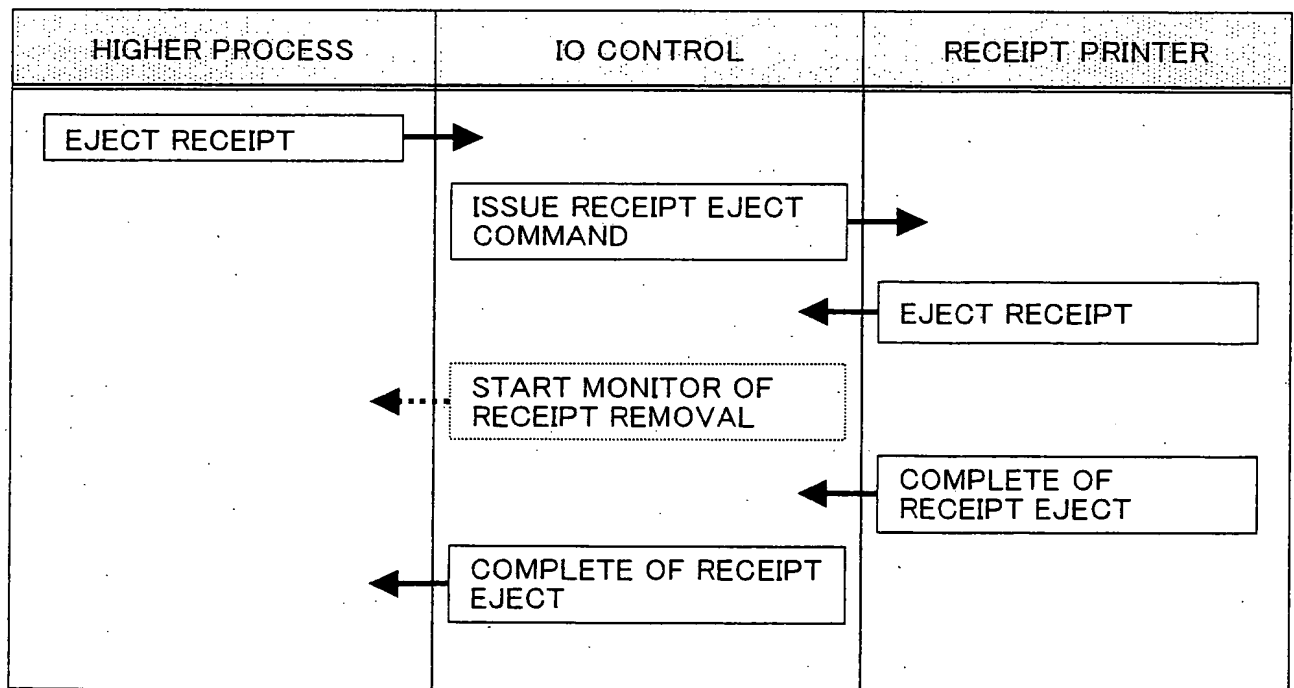 HIGHER PROCESS
IO CONTROL
RECEIPT PRINTER
EJECT RECEIPT
ISSUE RECEIPT EJECT
COMMAND
EJECT RECEIPT
START MONITOR OF
RECEIPT REMOVAL
COMPLETE OF
RECEIPT EJECT
COMPLETE OF RECEIPT
EJECT